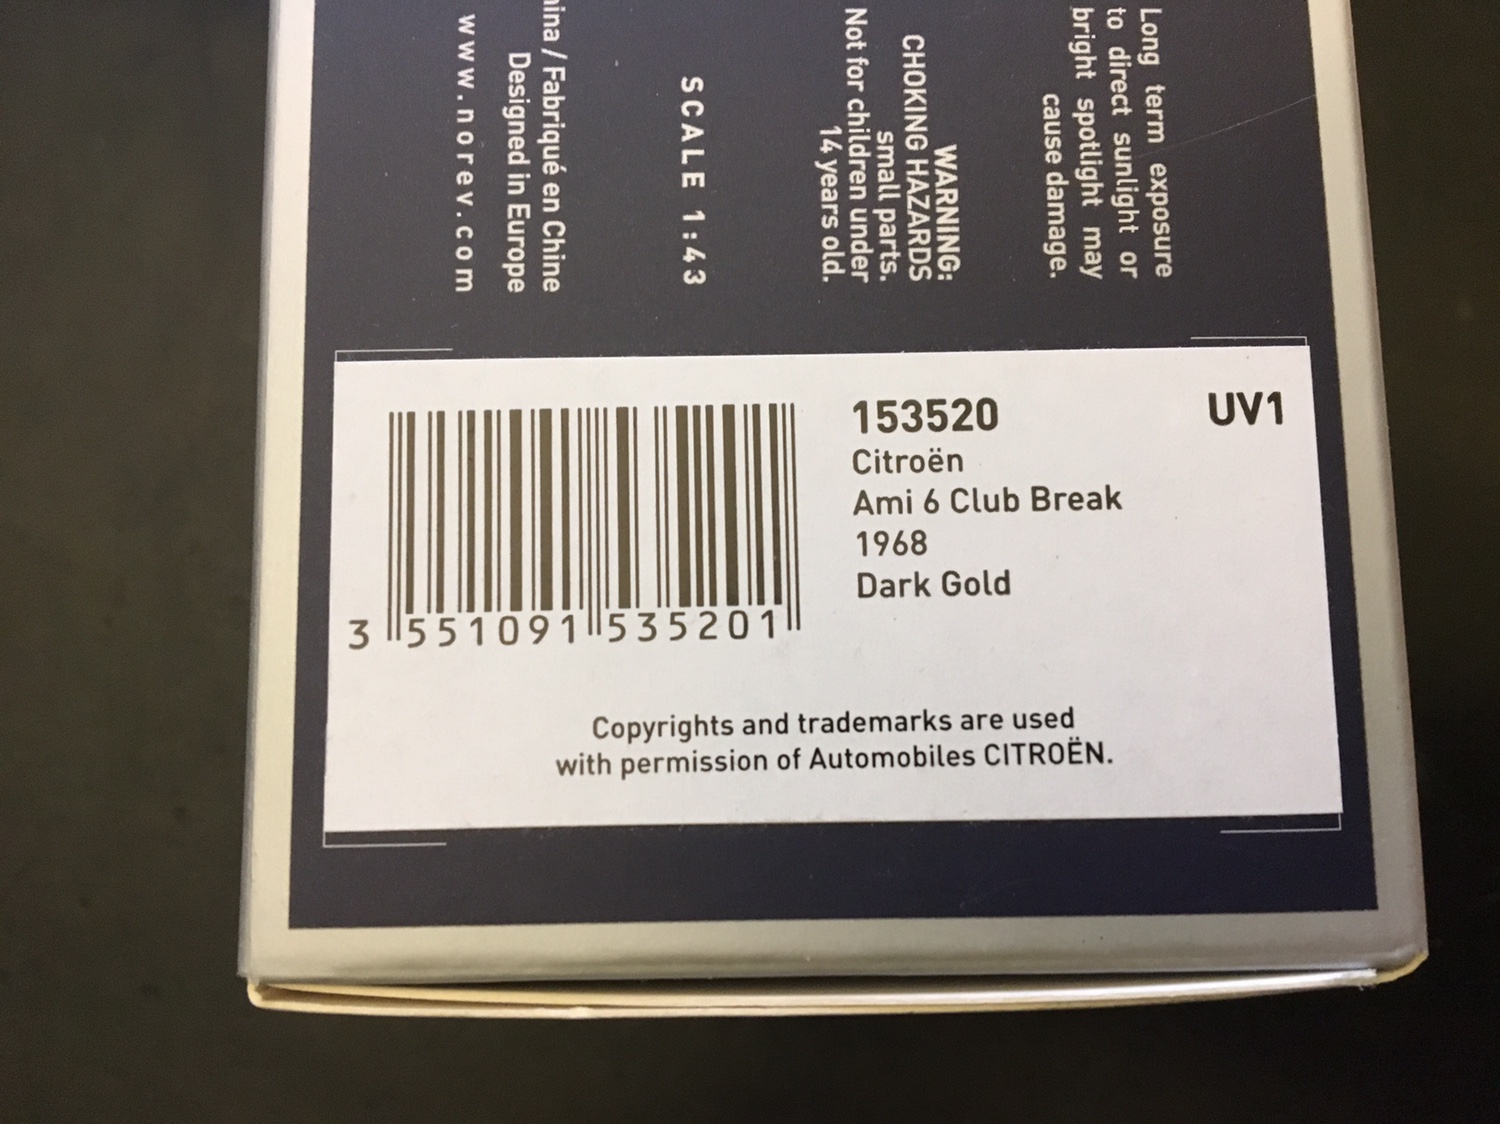 Long term exposure
to direct sunlight or
bright spotlight may
cause damage.
WARNING:
CHOKING HAZARDS
small parts.
Not for children under
14 years old.
SCALE 1:43
/ Fabriqué en Chine
Designed in Europe
www.norev.com
153520
UV1
Citroën
Ami 6 Club Break
1968
Dark Gold
3 551091 535201
Copyrights and trademarks are used
with permission of Automobiles CITROËN.